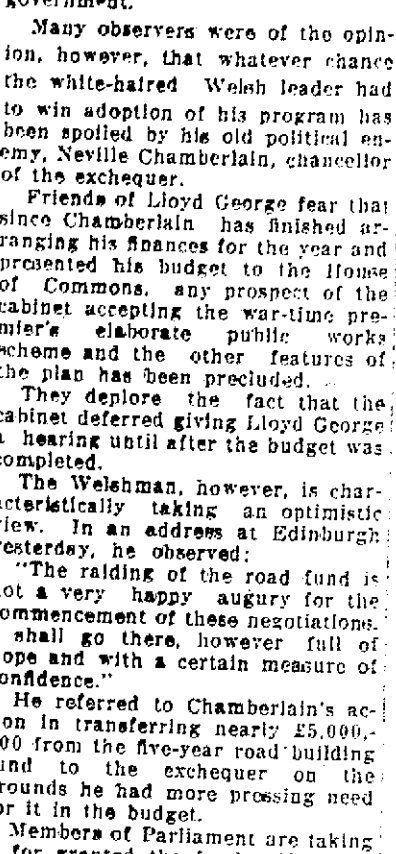 government.
Many observers were of the opin-
ion, however, that whatever chance
the white-haired Welsh leader had
to win adoption of his program has
been spoiled by his old political en-
emy, Neville Chamberlain, chancellor
of the exchequer.
Friends of Lloyd George fear that
since Chamberlain has finished ar-
ranging his finances for the year and
presented his budget to the House
of Commons, any prospect of the
cabinet accepting the war-time pre-
mier's elaborate public works
scheme and the other features of
the plan has been precluded.
They deplore the fact that the
cabinet deferred giving Lloyd George
a hearing until after the budget was
completed.
The Welshman, however, is char-
acteristically taking an optimistic
view. In an address at Edinburgh
yesterday, he observed:
"The raiding of the road fund is
not a very happy augury for the
commencement of these negotiations.
shall go there, however full of
hope and with a certain measure of
confidence."
He referred to Chamberlain's ac-
tion in transferring nearly £5,000,-
00 from the five-year road building
fund to the exchequer on the
grounds he had more pressing need
for it in the budget.
Members of Parliament are taking
for granted the